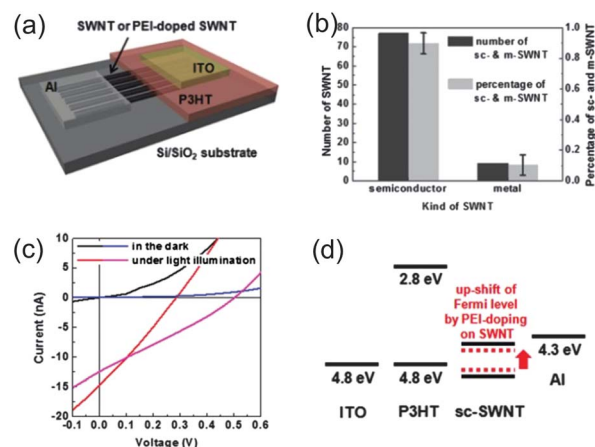 (a)
SWNT or PEI-doped SWNT
Al
ITO
P3HT
Si/SiO2 substrate
(b)
Number of SWNT
80
70
60
50
40
30
20
10
0
number of
sc- & m-SWNT
percentage of
sc- & m-SWNT
1.0
0.8
0.6
0.4
0.2
0.0
Percentage of sc- and m-SWNT
semiconductor
metal
Kind of SWNT
(c)
Current (nA)
10
5
0
-5
-10
-15
-20
in the dark
under light illumination
-0.1 0.0 0.1 0.2 0.3 0.4 0.5 0.6
Voltage (V)
(d)
2.8 eV
up-shift of
Fermi level
by PEI-doping
on SWNT
4.3 eV
4.8 eV
4.8 eV
Al
ITO
P3HT
sc-SWNT